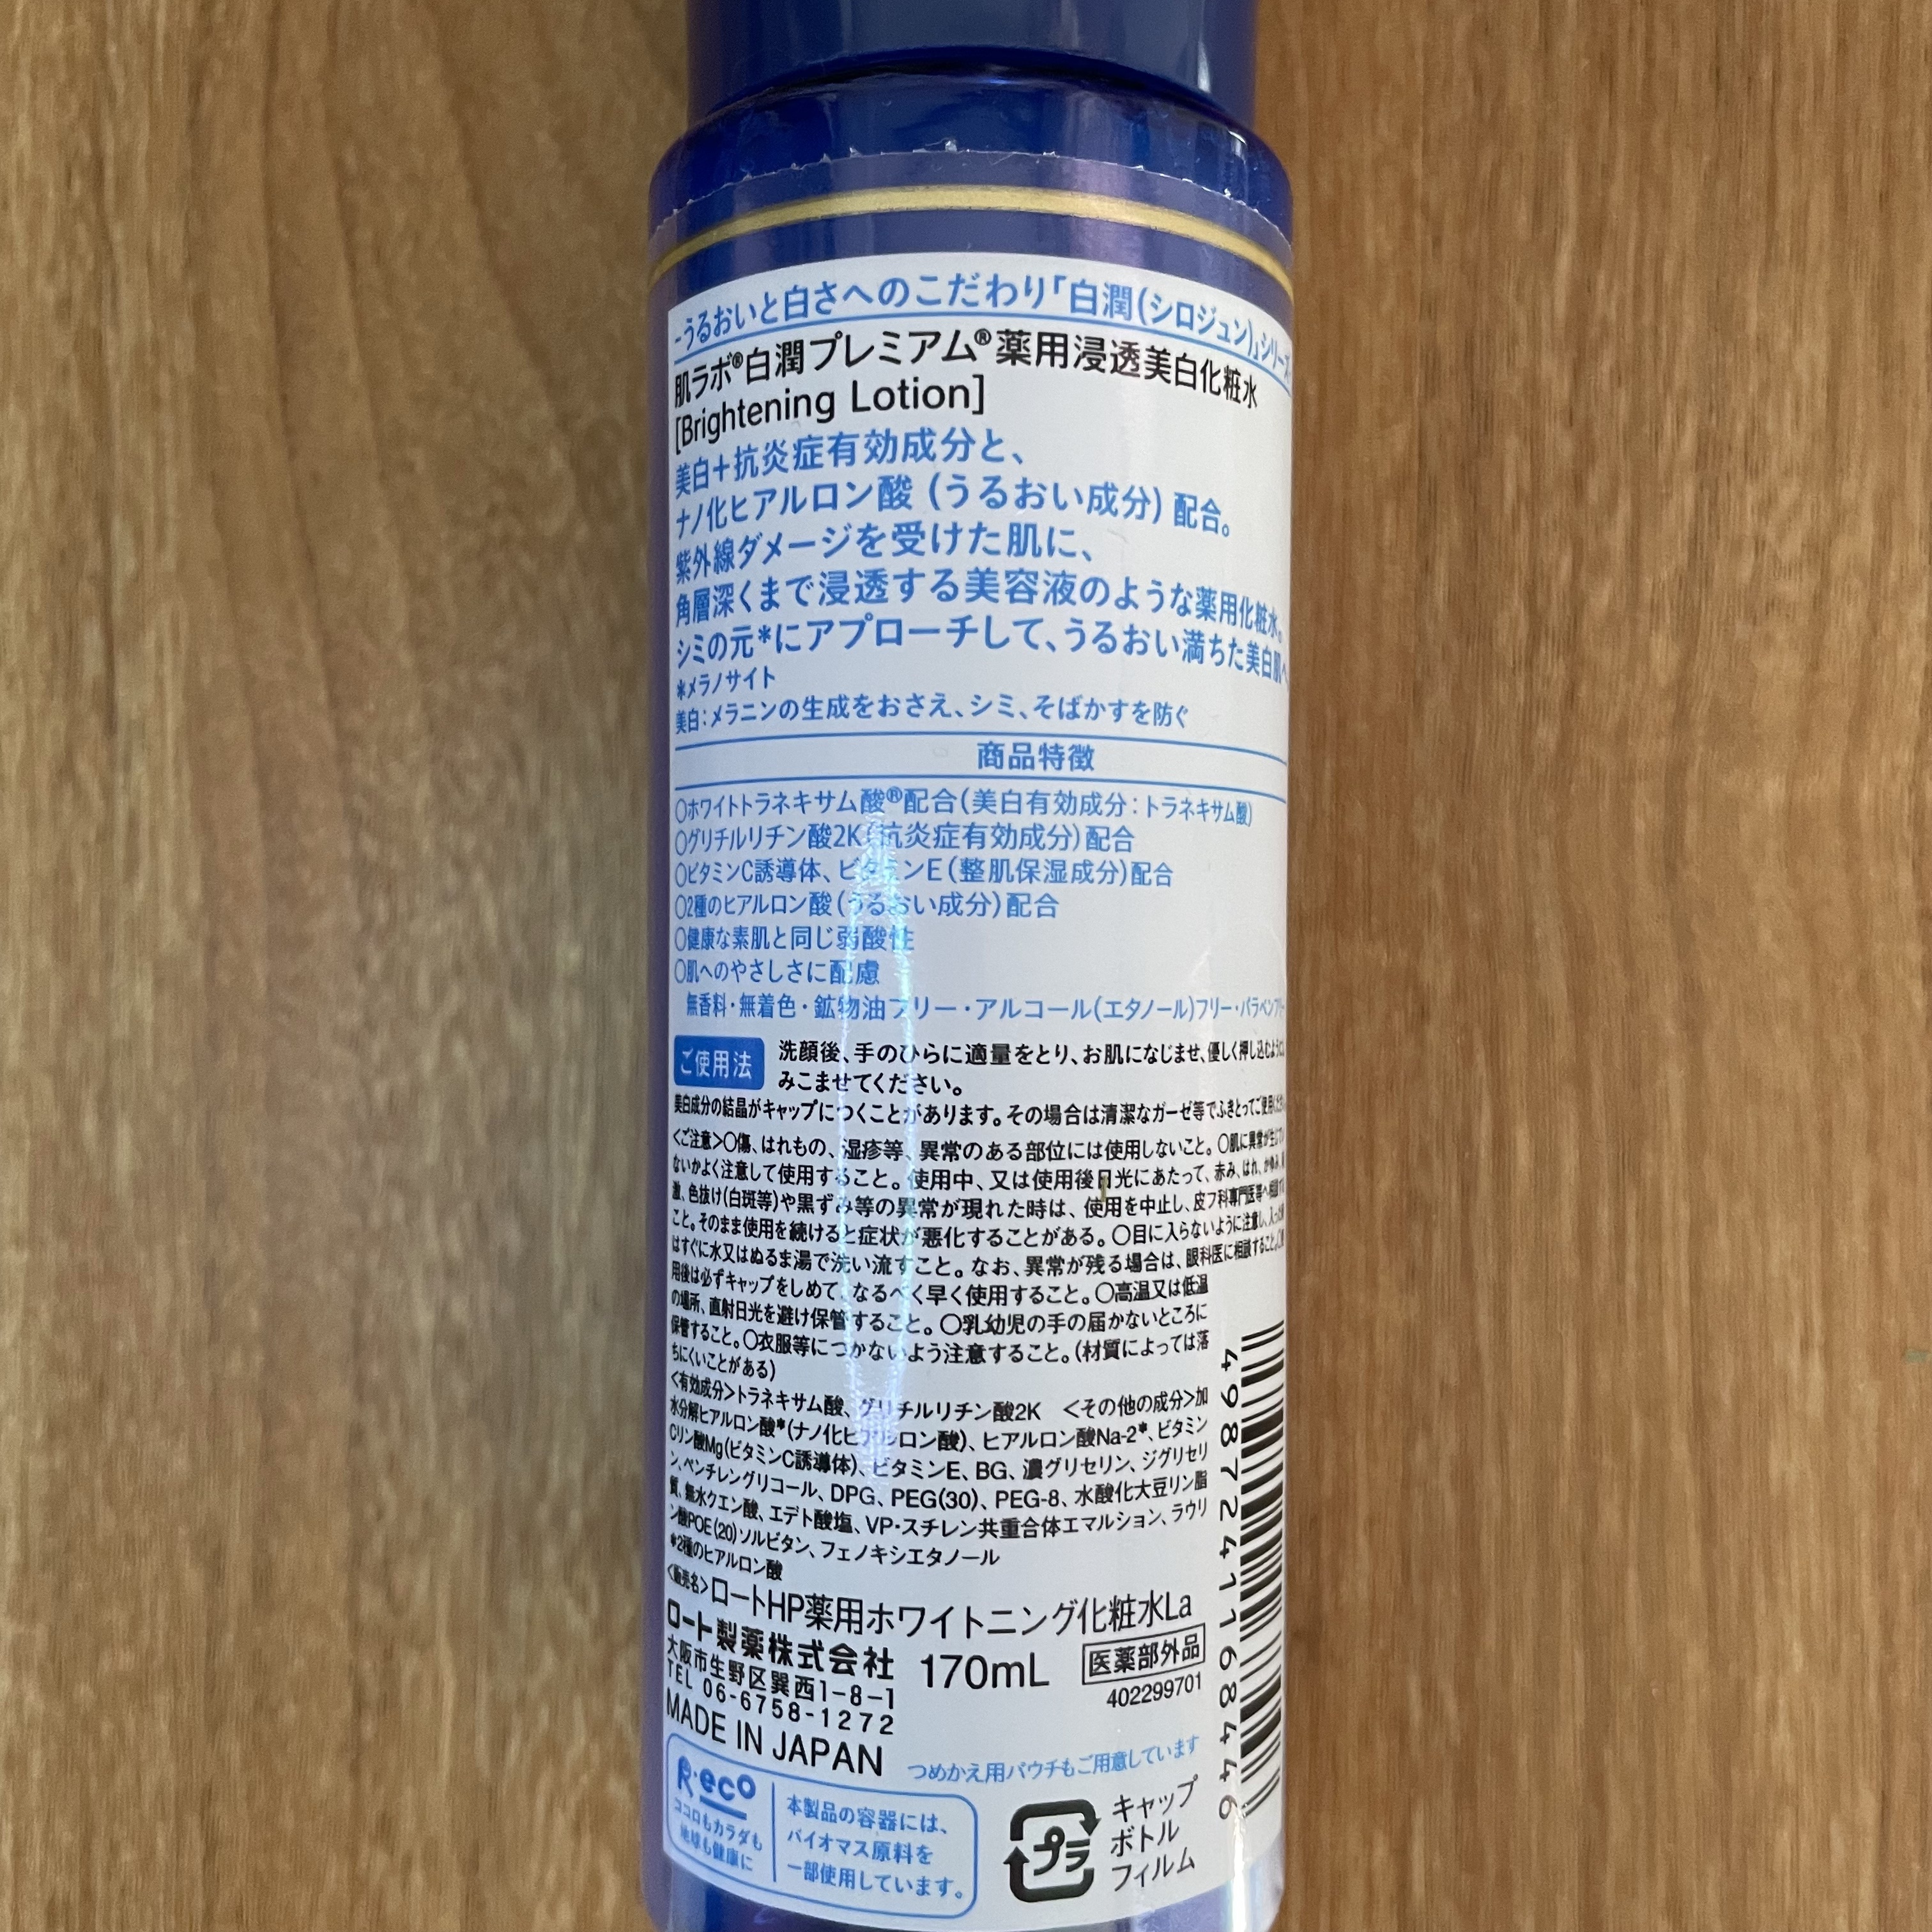 -うるおいと白さへのこだわり「白潤(シロジュン)」シリーズ
肌ラボ®白潤プレミアム®薬用浸透美白化粧水
[Brightening Lotion]
美白+抗炎症有効成分と、
ナノ化ヒアルロン酸(うるおい成分)配合。
紫外線ダメージを受けた肌に、
角層深くまで浸透する美容液のような薬用化粧水。
シミの元*にアプローチして、うるおい満ちた美白肌へ
*メラノサイト
美白:メラニンの生成をおさえ、シミ、そばかすを防ぐ
商品特徴
○ホワイトトラネキサム酸®配合(美白有効成分:トラネキサム酸)
○グリチルリチン酸2K(抗炎症有効成分)配合
○ビタミンC誘導体、ビタミンE(整肌保湿成分)配合
○2種のヒアルロン酸(うるおい成分)配合
○健康な素肌と同じ弱酸性
○肌へのやさしさに配慮
無香料・無着色・鉱物油フリー・アルコール(エタノール)フリー・パラベンフリー
ご使用法
洗顔後、手のひらに適量をとり、お肌になじませ、優しく押し込むように
みこませてください。
美白成分の結晶がキャップにつくことがあります。その場合は清潔なガーゼ等でふきとってご使用ください
<ご注意>○傷、はれもの、湿疹等、異常のある部位には使用しないこと。○肌に異常が生じてい
ないかよく注意して使用すること。使用中、又は使用後日光にあたって、赤み、はれ、かゆみ、刺
激、色抜け(白斑等)や黒ずみ等の異常が現れた時は、使用を中止し、皮フ科専門医等へ相談する
こと。そのまま使用を続けると症状が悪化することがある。○目に入らないように注意し、入った時
はすぐに水又はぬるま湯で洗い流すこと。なお、異常が残る場合は、眼科医に相談すること。○使
用後は必ずキャップをしめて、なるべく早く使用すること。○高温又は低温
の場所、直射日光を避け保管すること。○乳幼児の手の届かないところに
保管すること。○衣服等につかないよう注意すること。(材質によっては落
ちにくいことがある)
<有効成分>トラネキサム酸、グリチルリチン酸2K <その他の成分>加
水分解ヒアルロン酸*(ナノ化ヒアルロン酸)、ヒアルロン酸Na-2*、ビタミン
Cリン酸Mg(ビタミンC誘導体)、ビタミンE、BG、濃グリセリン、ジグリセリ
ン、ペンチレングリコール、DPG、PEG(30)、PEG-8、水酸化大豆リン脂
質、無水クエン酸、エデト酸塩、VP・スチレン共重合体エマルション、ラウリ
ン酸POE(20)ソルビタン、フェノキシエタノール
*2種のヒアルロン酸
<販売名>ロートHP薬用ホワイトニング化粧水La
ロート製薬株式会社
大阪市生野区巽西1-8-1
TEL 06-6758-1272
MADE IN JAPAN
170mL
医薬部外品
402299701
4987241168446
つめかえ用パウチもご用意しています
R・eco
ココロもカラダも
地球も健康に
本製品の容器には、
バイオマス原料を
一部使用しています。
プラ
キャップ
ボトル
フィルム